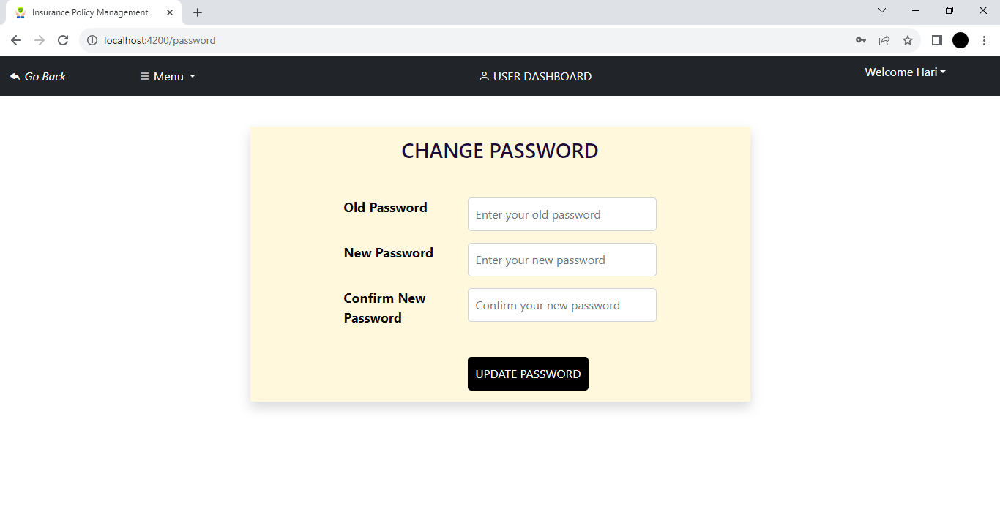 Insurance Policy Management
localhost:4200/password
Go Back
Menu
USER DASHBOARD
Welcome Hari
CHANGE PASSWORD
Old Password
Enter your old password
New Password
Enter your new password
Confirm New
Password
Confirm your new password
UPDATE PASSWORD